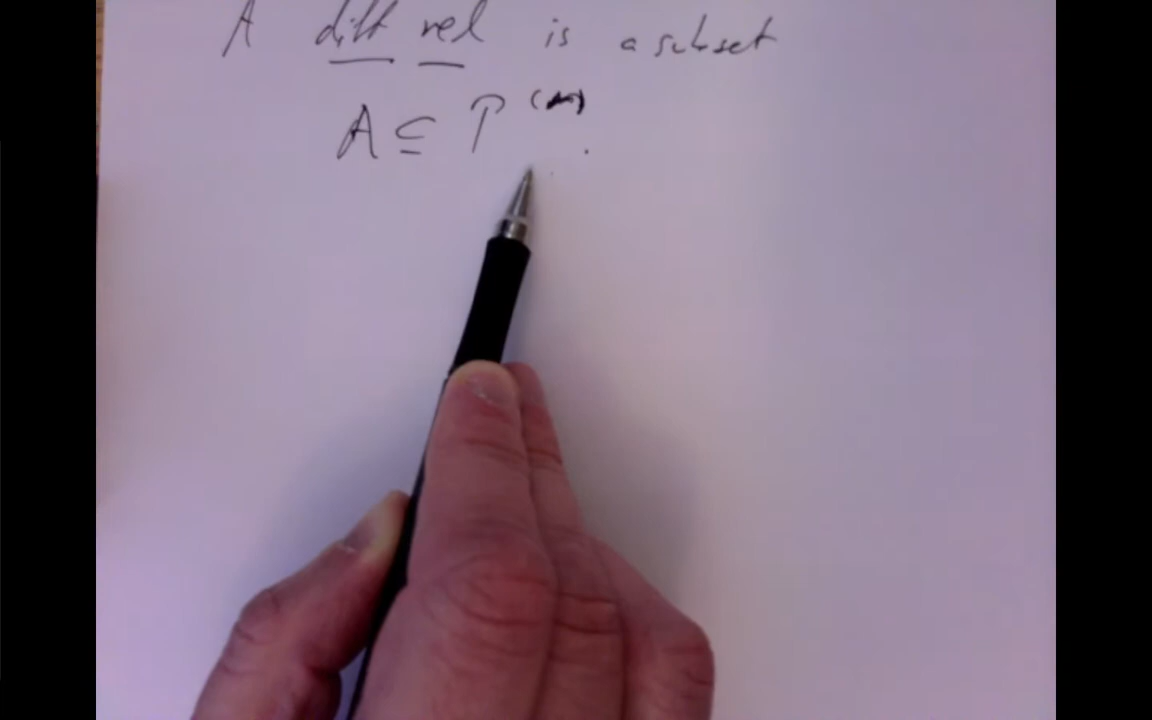 A diff rel is a subset
A ⊆ P